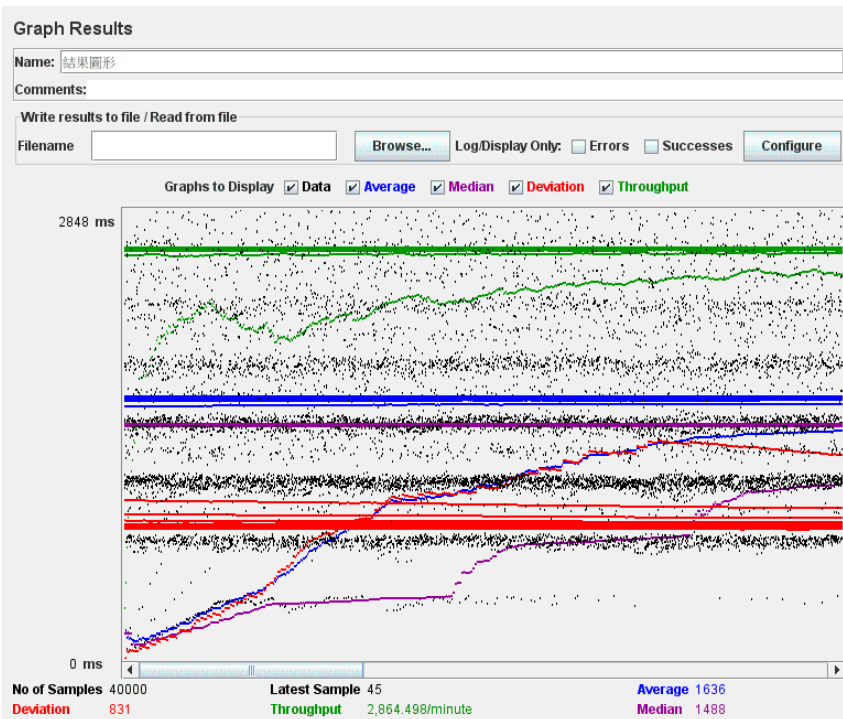 Graph Results
Name: 結果圖形
Comments:
Write results to file / Read from file
Filename Browse... Log/Display Only: Errors Successes Configure
Graphs to Display Data Average Median Deviation Throughput
2848 ms
0 ms
No of Samples 40000 Latest Sample 45 Average 1636
Deviation 831 Throughput 2,864.498/minute Median 1488